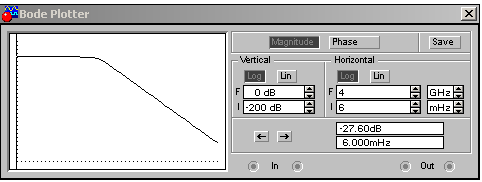 Bode Plotter
Magnitude Phase Save
Vertical Horizontal
Log Lin Log Lin
F 0 dB F 4 GHz
I -200 dB I 6 mHz
-27.60dB
6.000mHz
In Out